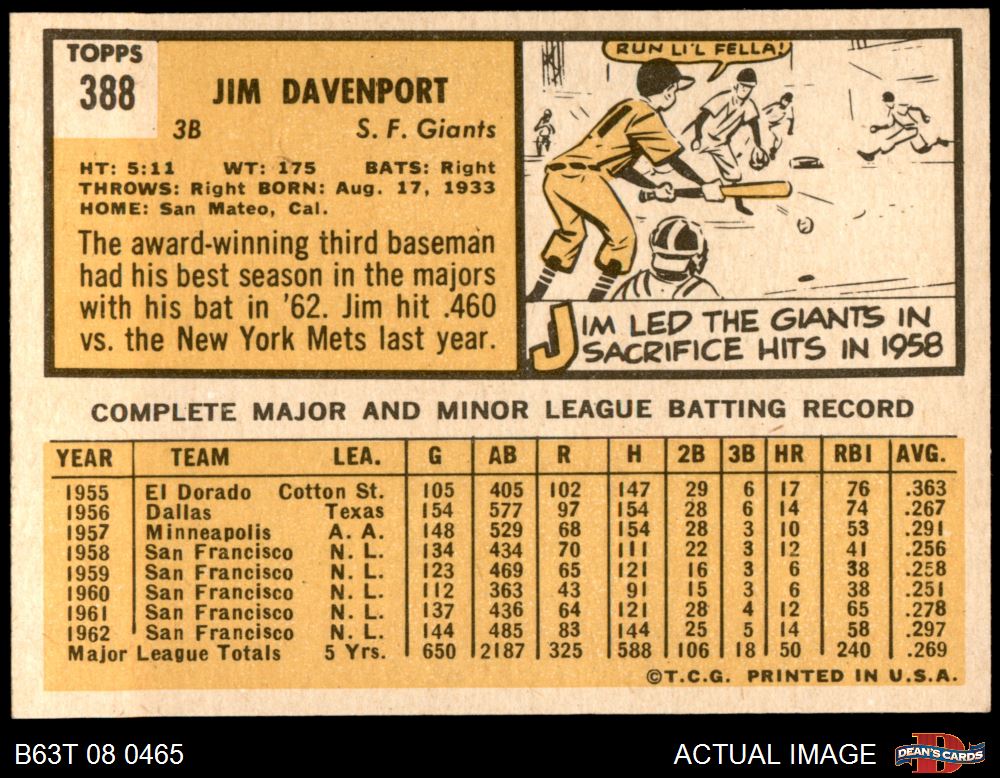 TOPPS
388
JIM DAVENPORT
3B S. F. Giants
HT: 5:11 WT: 175 BATS: Right
THROWS: Right BORN: Aug. 17, 1933
HOME: San Mateo, Cal.
The award-winning third baseman
had his best season in the majors
with his bat in '62. Jim hit .460
vs. the New York Mets last year.
RUN LI'L FELLA!
JIM LED THE GIANTS IN
SACRIFICE HITS IN 1958
COMPLETE MAJOR AND MINOR LEAGUE BATTING RECORD
YEAR TEAM LEA. G AB R H 2B 3B HR RBI AVG.
1955 El Dorado Cotton St. 105 405 102 147 29 6 17 76 .363
1956 Dallas Texas 154 577 97 154 28 6 14 74 .267
1957 Minneapolis A. A. 148 529 68 154 28 3 10 53 .291
1958 San Francisco N. L. 134 434 70 111 22 3 12 41 .256
1959 San Francisco N. L. 123 469 65 121 16 3 6 38 .258
1960 San Francisco N. L. 112 363 43 91 15 3 6 38 .251
1961 San Francisco N. L. 137 436 64 121 28 4 12 65 .278
1962 San Francisco N. L. 144 485 83 144 25 5 14 58 .297
Major League Totals 5 Yrs. 650 2187 325 588 106 18 50 240 .269
©T.C.G. PRINTED IN U.S.A.
B63T 08 0465
ACTUAL IMAGE
DEAN'S CARDS